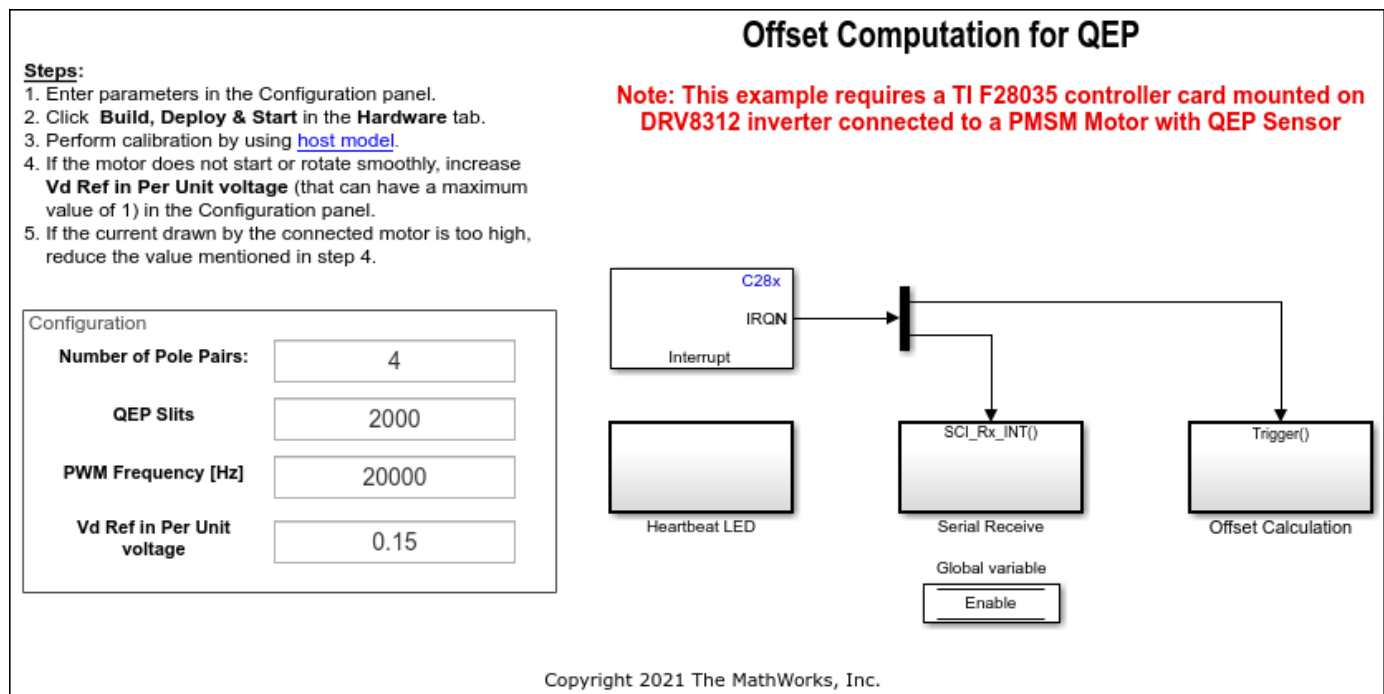 Offset Computation for QEP
Steps:
1. Enter parameters in the Configuration panel.
2. Click Build, Deploy & Start in the Hardware tab.
3. Perform calibration by using host model.
4. If the motor does not start or rotate smoothly, increase
Vd Ref in Per Unit voltage (that can have a maximum
value of 1) in the Configuration panel.
5. If the current drawn by the connected motor is too high,
reduce the value mentioned in step 4.
Note: This example requires a TI F28035 controller card mounted on
DRV8312 inverter connected to a PMSM Motor with QEP Sensor
Configuration
Number of Pole Pairs: 4
QEP Slits 2000
PWM Frequency [Hz] 20000
Vd Ref in Per Unit
voltage 0.15
C28x
IRQN
Interrupt
Heartbeat LED
SCI_Rx_INT()
Serial Receive
Trigger()
Offset Calculation
Global variable
Enable
Copyright 2021 The MathWorks, Inc.